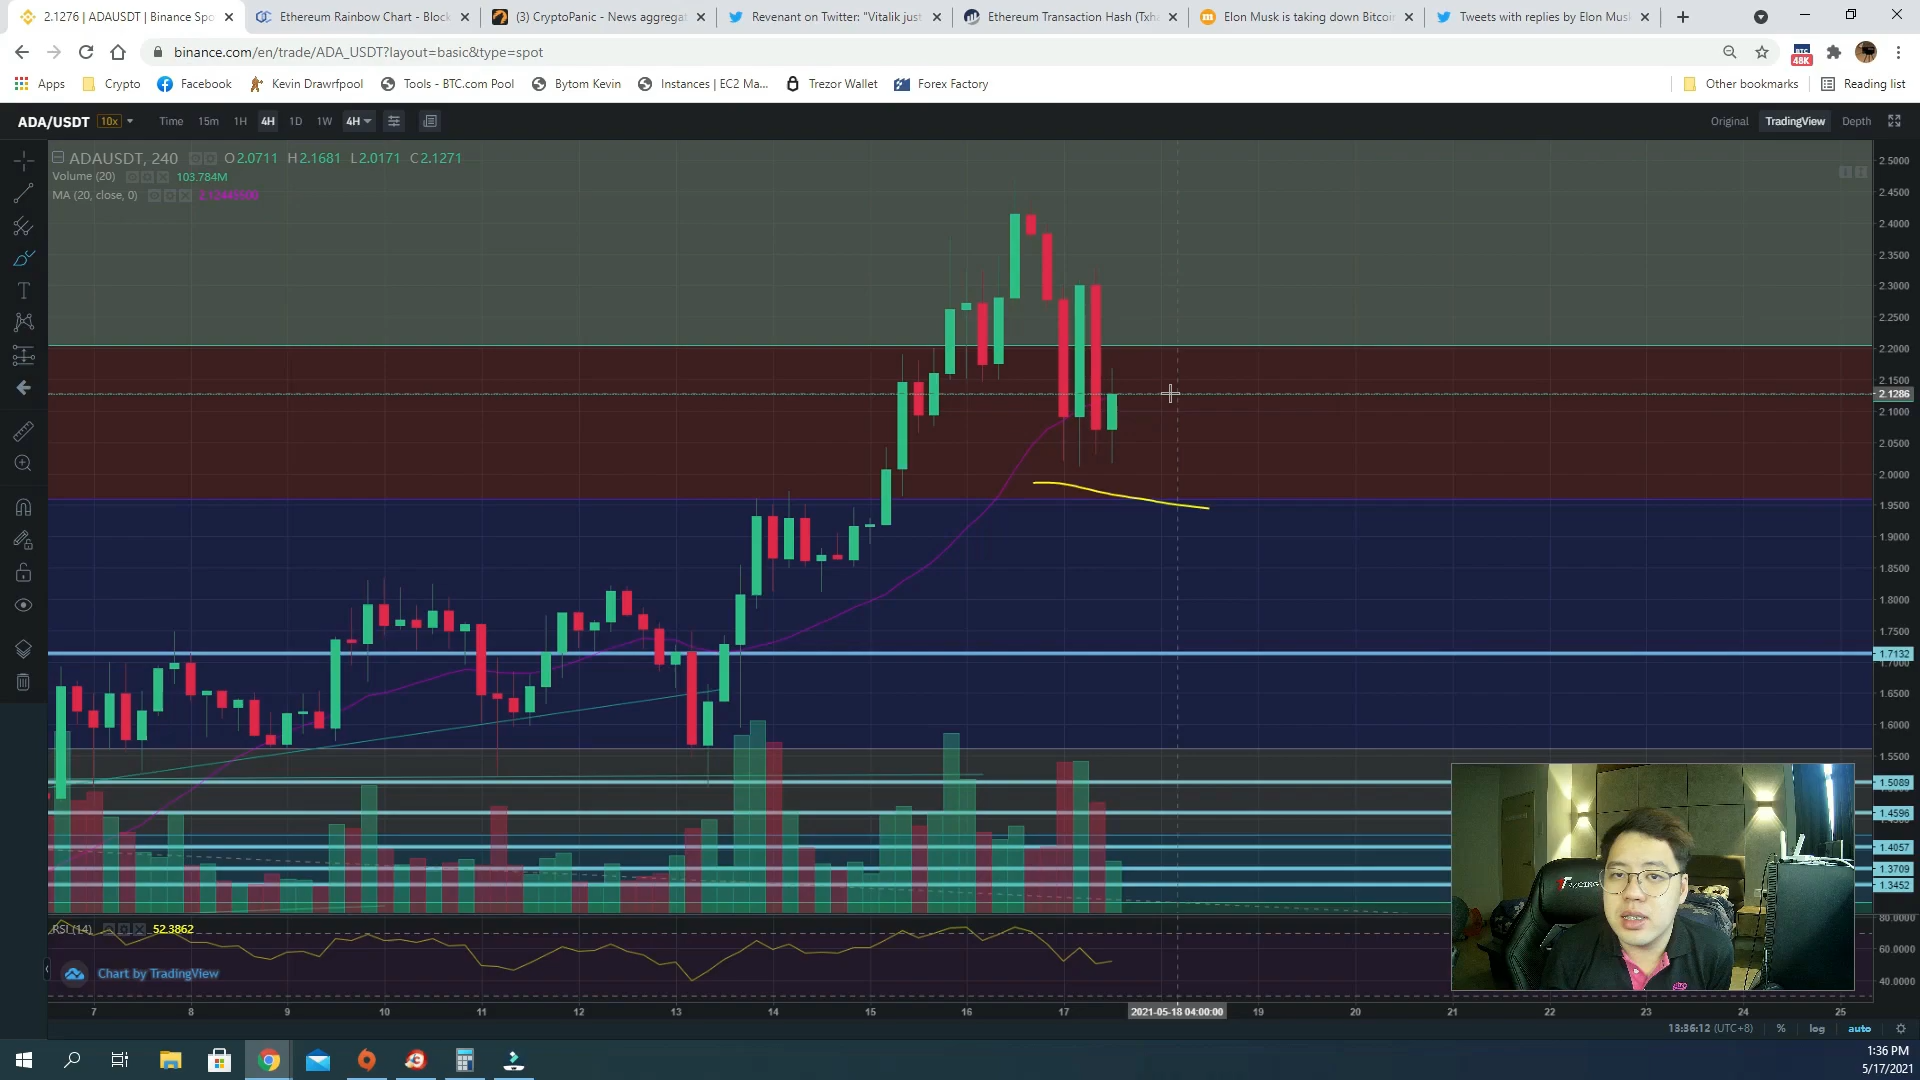 2.1276 | ADAUSDT | Binance Spo
Ethereum Rainbow Chart - Block
(3) CryptoPanic - News aggregat
Revenant on Twitter: "Vitalik just
Ethereum Transaction Hash (Txha
Elon Musk is taking down Bitcoin
Tweets with replies by Elon Musk
binance.com/en/trade/ADA_USDT?layout=basic&type=spot
BTC
48K
Apps
Crypto
Facebook
Kevin Drawrfpool
Tools - BTC.com Pool
Bytom Kevin
Instances | EC2 Ma...
Trezor Wallet
Forex Factory
Other bookmarks
Reading list
ADA/USDT 10x
Time 15m 1H 4H 1D 1W 4H
Original TradingView Depth
ADAUSDT, 240 O2.0711 H2.1681 L2.0171 C2.1271
Volume (20) 103.784M
MA (20, close, 0)
2.5000
2.4500
2.4000
2.3500
2.3000
2.2500
2.2000
2.1500
2.1286
2.1000
2.0500
2.0000
1.9500
1.9000
1.8500
1.8000
1.7500
1.7132
1.7000
1.6500
1.6000
1.5500
1.5089
1.4596
1.4057
1.3709
1.3452
RSI (14) 52.3862
80.0000
60.0000
40.0000
Chart by TradingView
7 8 9 10 11 12 13 14 15 16 17 2021-05-18 04:00:00 19 20 21 22 23 24 25
13:36:12 (UTC+8) % log auto
1:36 PM
5/17/2021